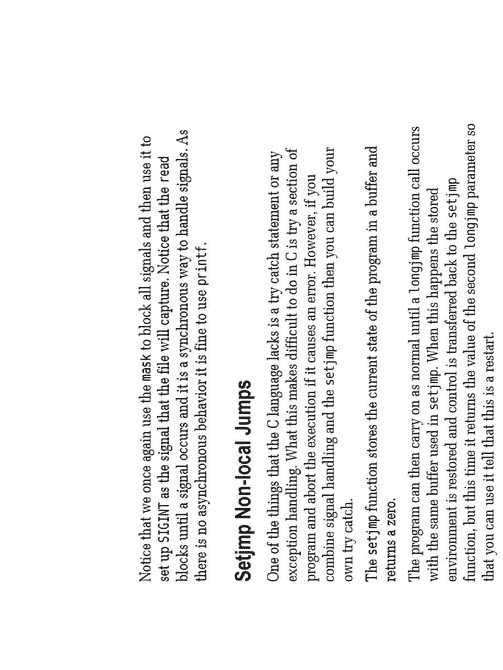 Notice that we once again use the mask to block all signals and then use it to
set up SIGINT as the signal that the file will capture. Notice that the read
blocks until a signal occurs and it is a synchronous way to handle signals. As
there is no asynchronous behavior it is fine to use printf.
Setjmp Non-local Jumps
One of the things that the C language lacks is a try catch statement or any
exception handling. What this makes difficult to do in C is try a section of
program and abort the execution if it causes an error. However, if you
combine signal handling and the setjmp function then you can build your
own try catch.
The setjmp function stores the current state of the program in a buffer and
returns a zero.
The program can then carry on as normal until a longjmp function call occurs
with the same buffer used in setjmp. When this happens the stored
environment is restored and control is transferred back to the setjmp
function, but this time it returns the value of the second longjmp parameter so
that you can use it tell that this is a restart.